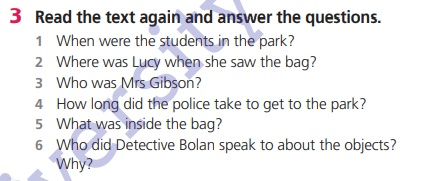 3 Read the text again and answer the questions.
1 When were the students in the park?
2 Where was Lucy when she saw the bag?
3 Who was Mrs Gibson?
4 How long did the police take to get to the park?
5 What was inside the bag?
6 Who did Detective Bolan speak to about the objects?
Why?
iversity